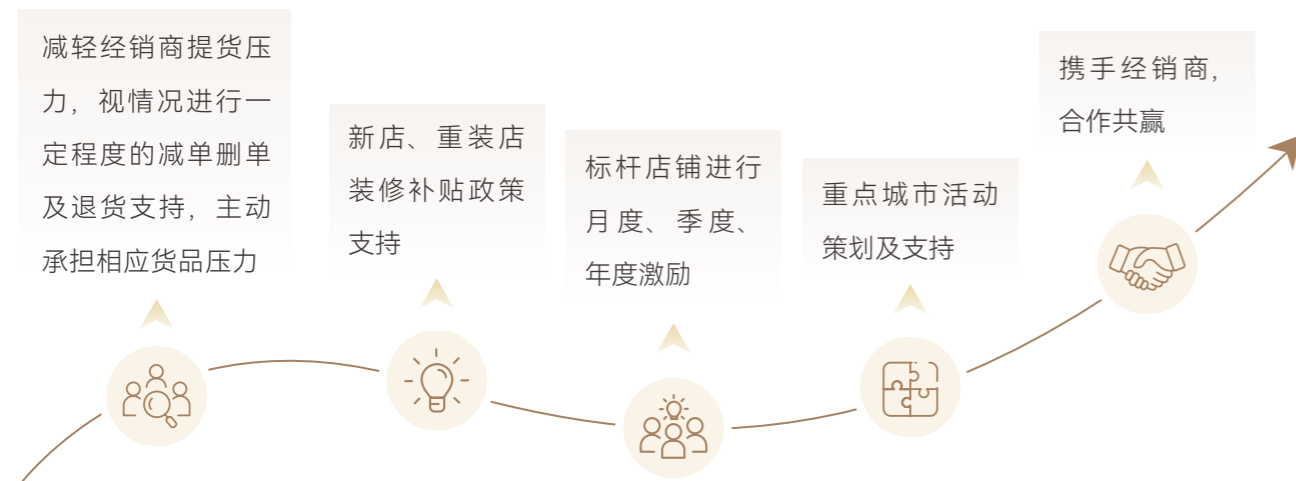 减轻经销商提货压
力，视情况进行一
定程度的减单删单
及退货支持，主动
承担相应货品压力
新店、重装店
装修补贴政策
支持
标杆店铺进行
月度、季度、
年度激励
重点城市活动
策划及支持
携手经销商，
合作共赢